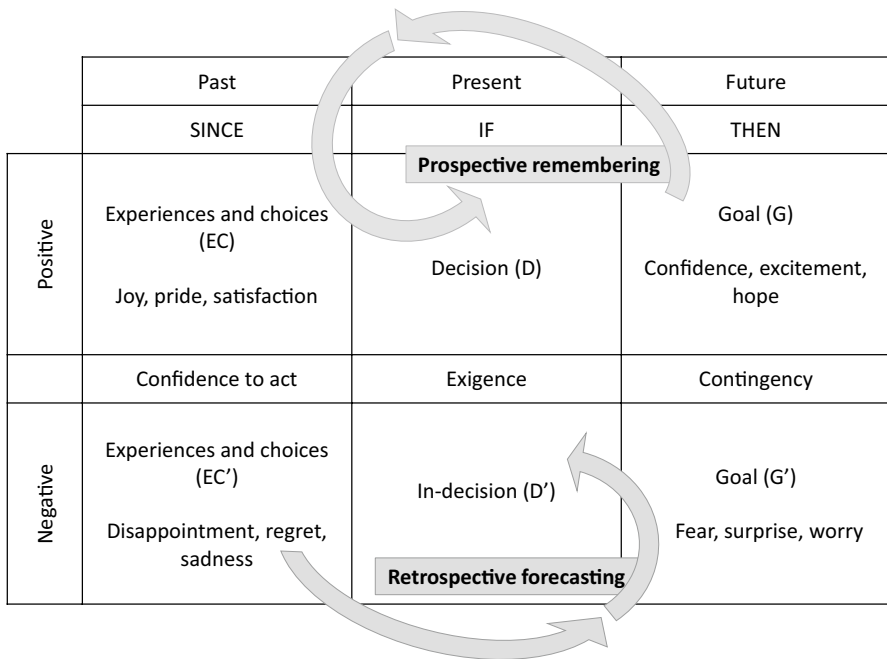 Past
Present
Future
SINCE
IF
THEN
Prospective remembering
Positive
Experiences and choices
(EC)
Joy, pride, satisfaction
Decision (D)
Goal (G)
Confidence, excitement,
hope
Confidence to act
Exigence
Contingency
Negative
Experiences and choices
(EC’)
Disappointment, regret,
sadness
In-decision (D’)
Goal (G’)
Fear, surprise, worry
Retrospective forecasting